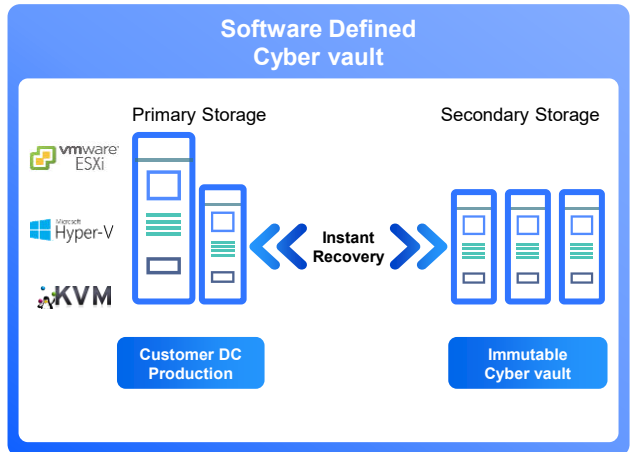 Software Defined
Cyber vault
Primary Storage
Secondary Storage
vmware
ESXi
Microsoft
Hyper-V
KVM
Instant
Recovery
Customer DC
Production
Immutable
Cyber vault